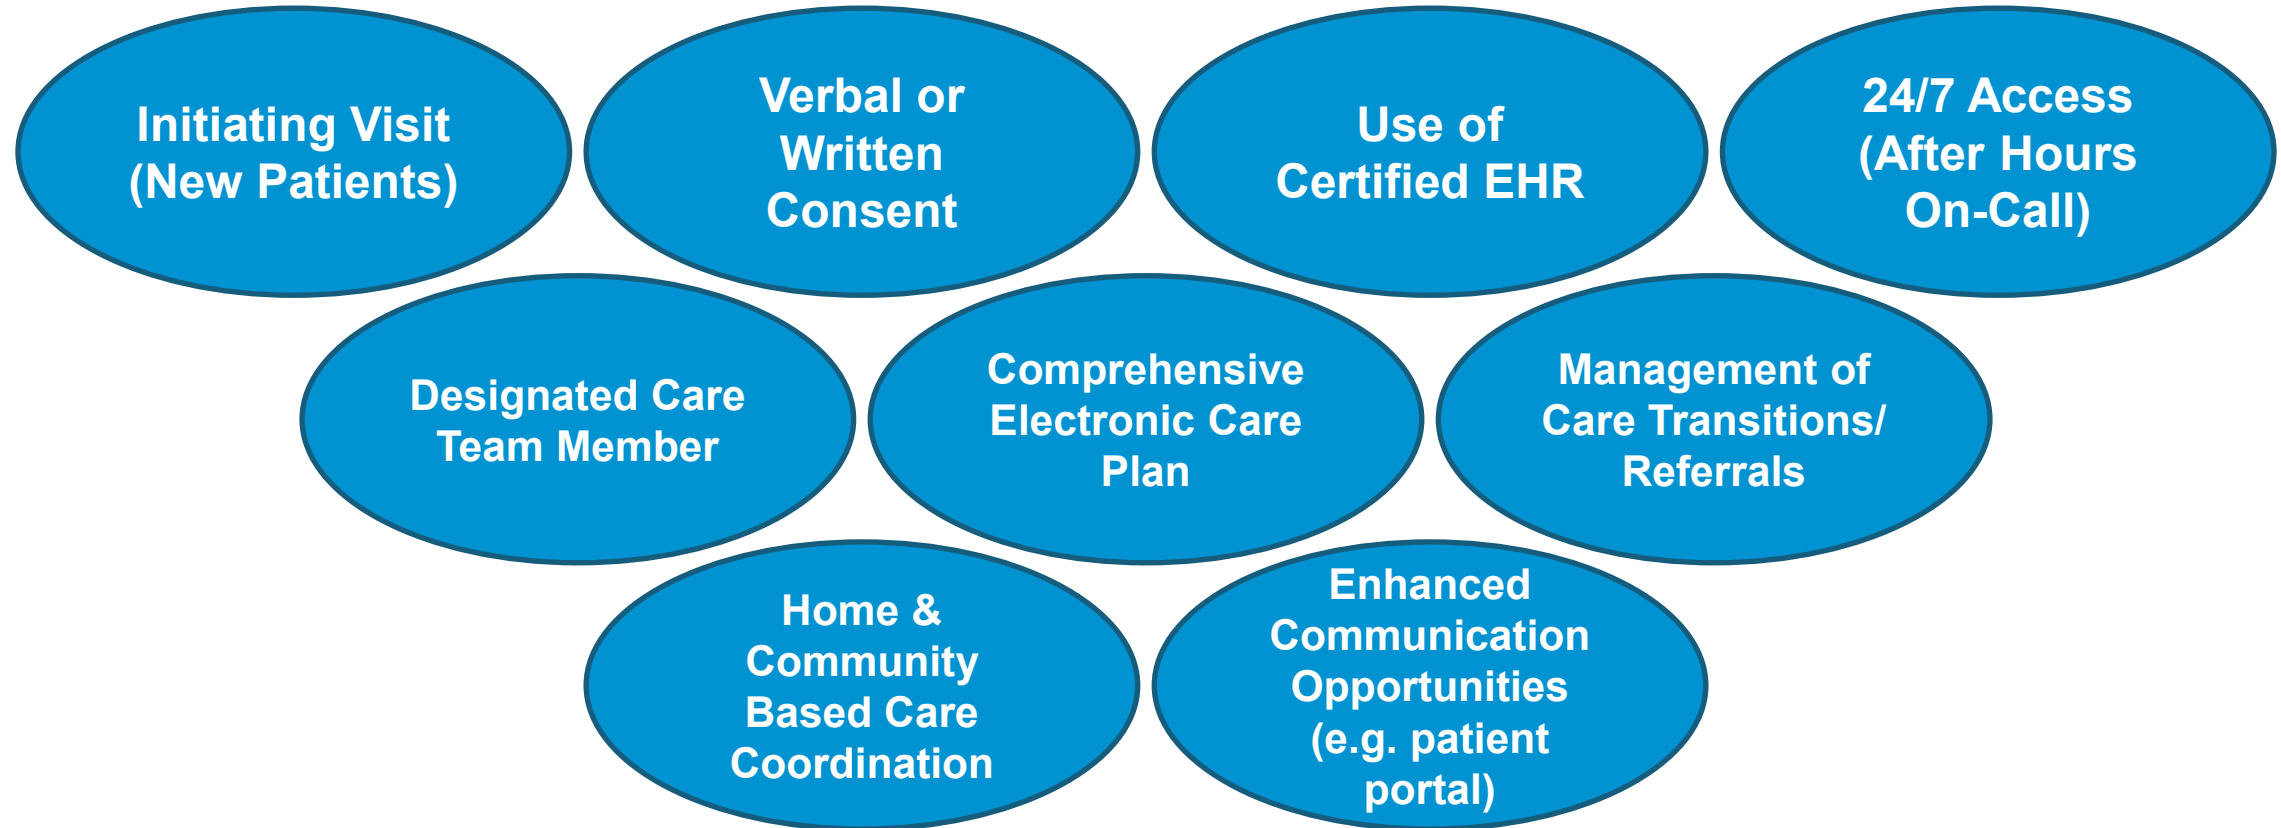 Initiating Visit
(New Patients)
Verbal or
Written
Consent
Use of
Certified EHR
24/7 Access
(After Hours
On-Call)
Designated Care
Team Member
Comprehensive
Electronic Care
Plan
Management of
Care Transitions/
Referrals
Home &
Community
Based Care
Coordination
Enhanced
Communication
Opportunities
(e.g. patient
portal)